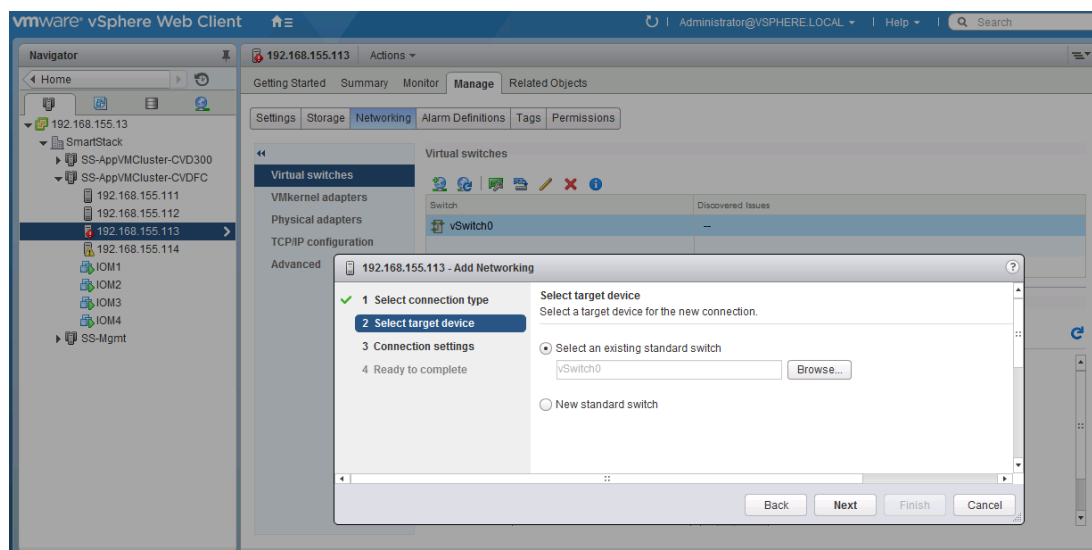 vmware® vSphere Web Client
Administrator@VSPHERE.LOCAL
Help
Search
Navigator
Home
192.168.155.13
SmartStack
SS-AppVMCluster-CVD300
SS-AppVMCluster-CVDFC
192.168.155.111
192.168.155.112
192.168.155.113
192.168.155.114
IOM1
IOM2
IOM3
IOM4
SS-Mgmt
192.168.155.113 Actions
Getting Started Summary Monitor Manage Related Objects
Settings Storage Networking Alarm Definitions Tags Permissions
Virtual switches
VMkernel adapters
Physical adapters
TCP/IP configuration
Advanced
Virtual switches
Switch Discovered Issues
vSwitch0 --
192.168.155.113 - Add Networking
1 Select connection type
2 Select target device
3 Connection settings
4 Ready to complete
Select target device
Select a target device for the new connection.
Select an existing standard switch
vSwitch0 Browse...
New standard switch
Back Next Finish Cancel